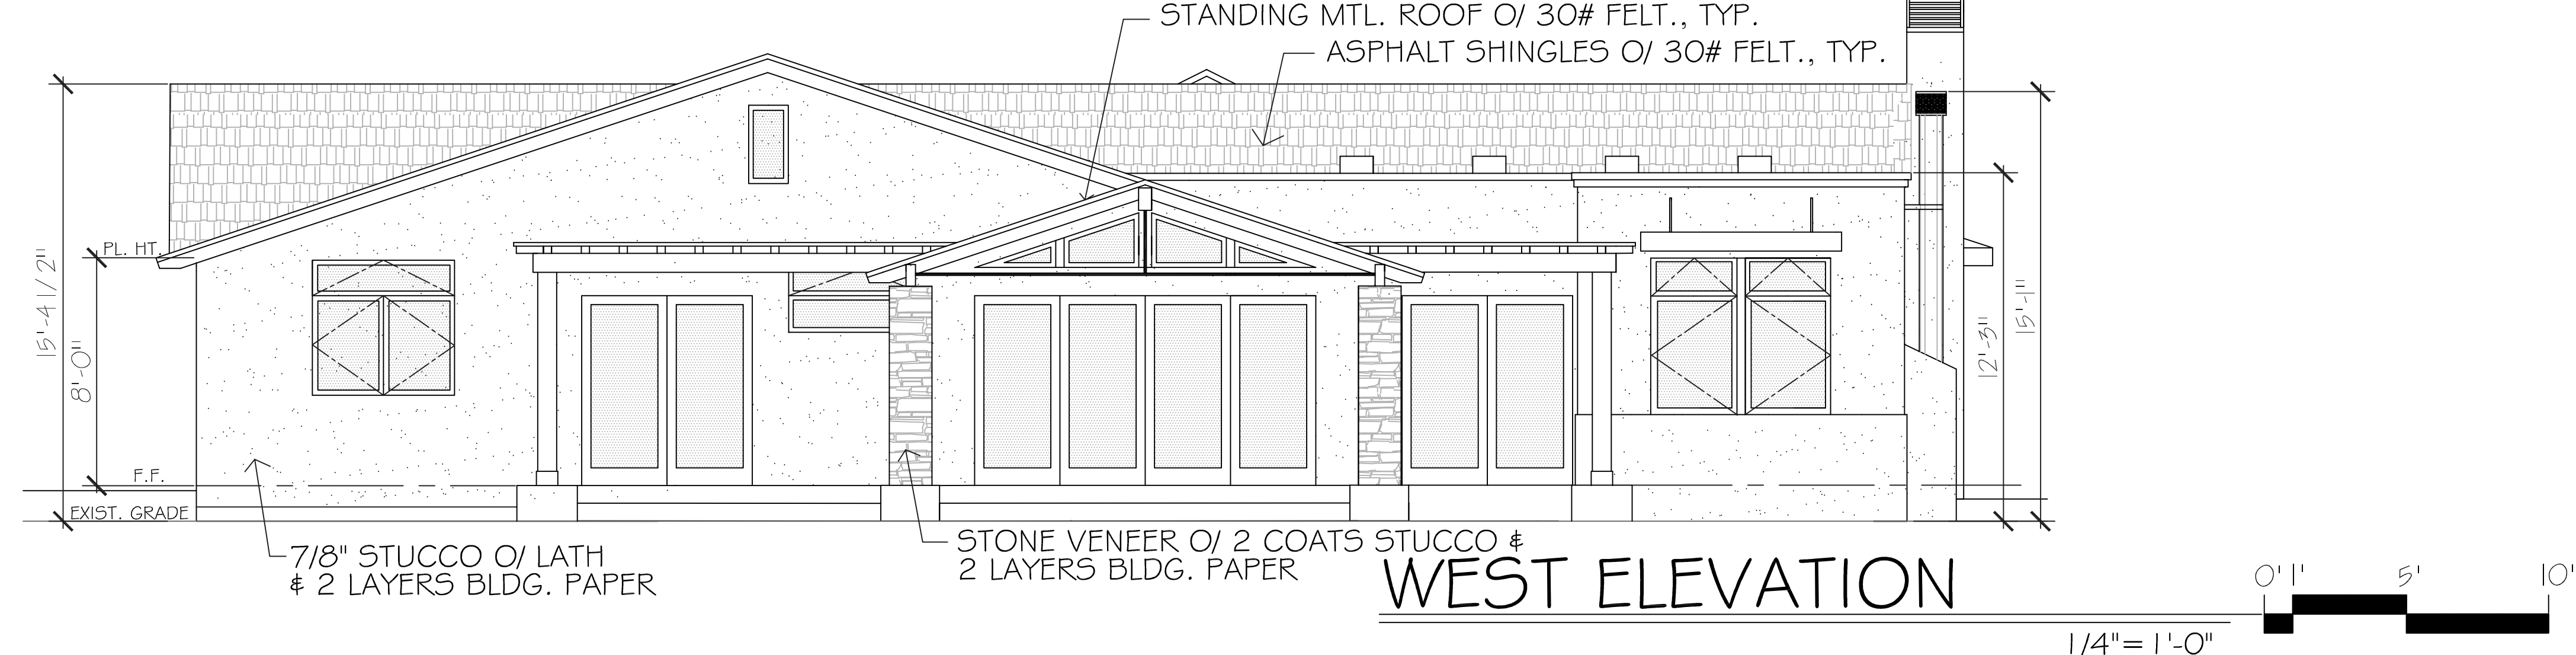 STANDING MTL. ROOF O/ 30# FELT., TYP.
ASPHALT SHINGLES O/ 30# FELT., TYP.
PL. HT.
15'-4 1/2"
8'-0"
F.F.
EXIST. GRADE
12'-3"
15'-1"
7/8" STUCCO O/ LATH
& 2 LAYERS BLDG. PAPER
STONE VENEER O/ 2 COATS STUCCO &
2 LAYERS BLDG. PAPER
WEST ELEVATION
0' 1' 5' 10'
1/4"= 1'-0"